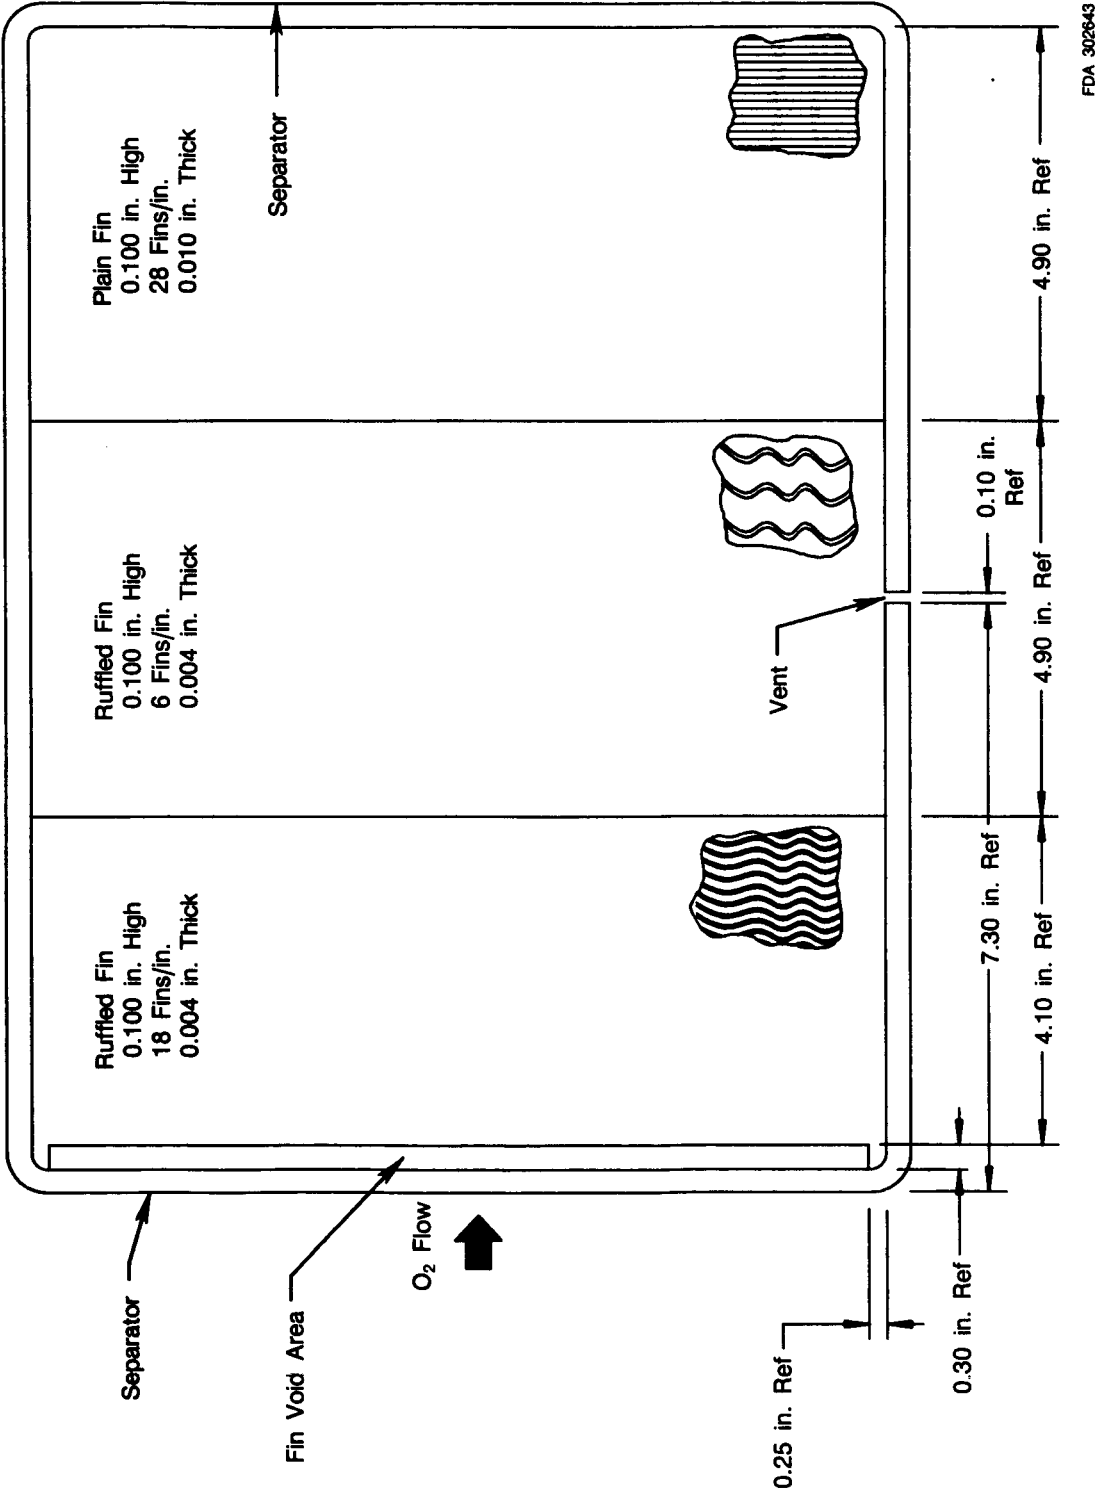 Separator
Fin Void Area
O₂ Flow
Ruffled Fin
0.100 in. High
18 Fins/in.
0.004 in. Thick
Ruffled Fin
0.100 in. High
6 Fins/in.
0.004 in. Thick
Plain Fin
0.100 in. High
28 Fins/in.
0.010 in. Thick
Separator
Vent
0.25 in. Ref
0.30 in. Ref
7.30 in. Ref
0.10 in.
Ref
4.10 in. Ref
4.90 in. Ref
4.90 in. Ref
FDA 302643